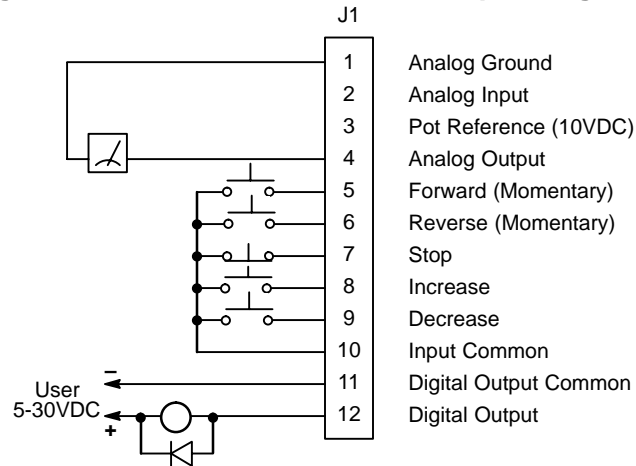 J1
1 Analog Ground
2 Analog Input
3 Pot Reference (10VDC)
4 Analog Output
5 Forward (Momentary)
6 Reverse (Momentary)
7 Stop
8 Increase
9 Decrease
10 Input Common
− 11 Digital Output Common
User
5-30VDC 12 Digital Output
+